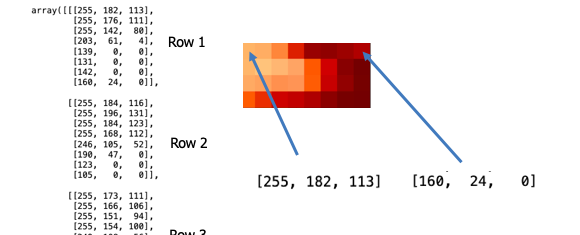 array([[[255, 182, 113],
[255, 176, 111],
[255, 142, 80],
[203, 61, 4],
[139, 0, 0],
[131, 0, 0],
[142, 0, 0],
[160, 24, 0]],
Row 1
[[255, 184, 116],
[255, 196, 131],
[255, 184, 123],
[255, 168, 112],
[246, 105, 52],
[190, 47, 0],
[123, 0, 0],
[105, 0, 0]],
Row 2
[[255, 173, 111],
[255, 166, 106],
[255, 151, 94],
[255, 154, 100],
Row 3
[255, 182, 113]
[160, 24, 0]